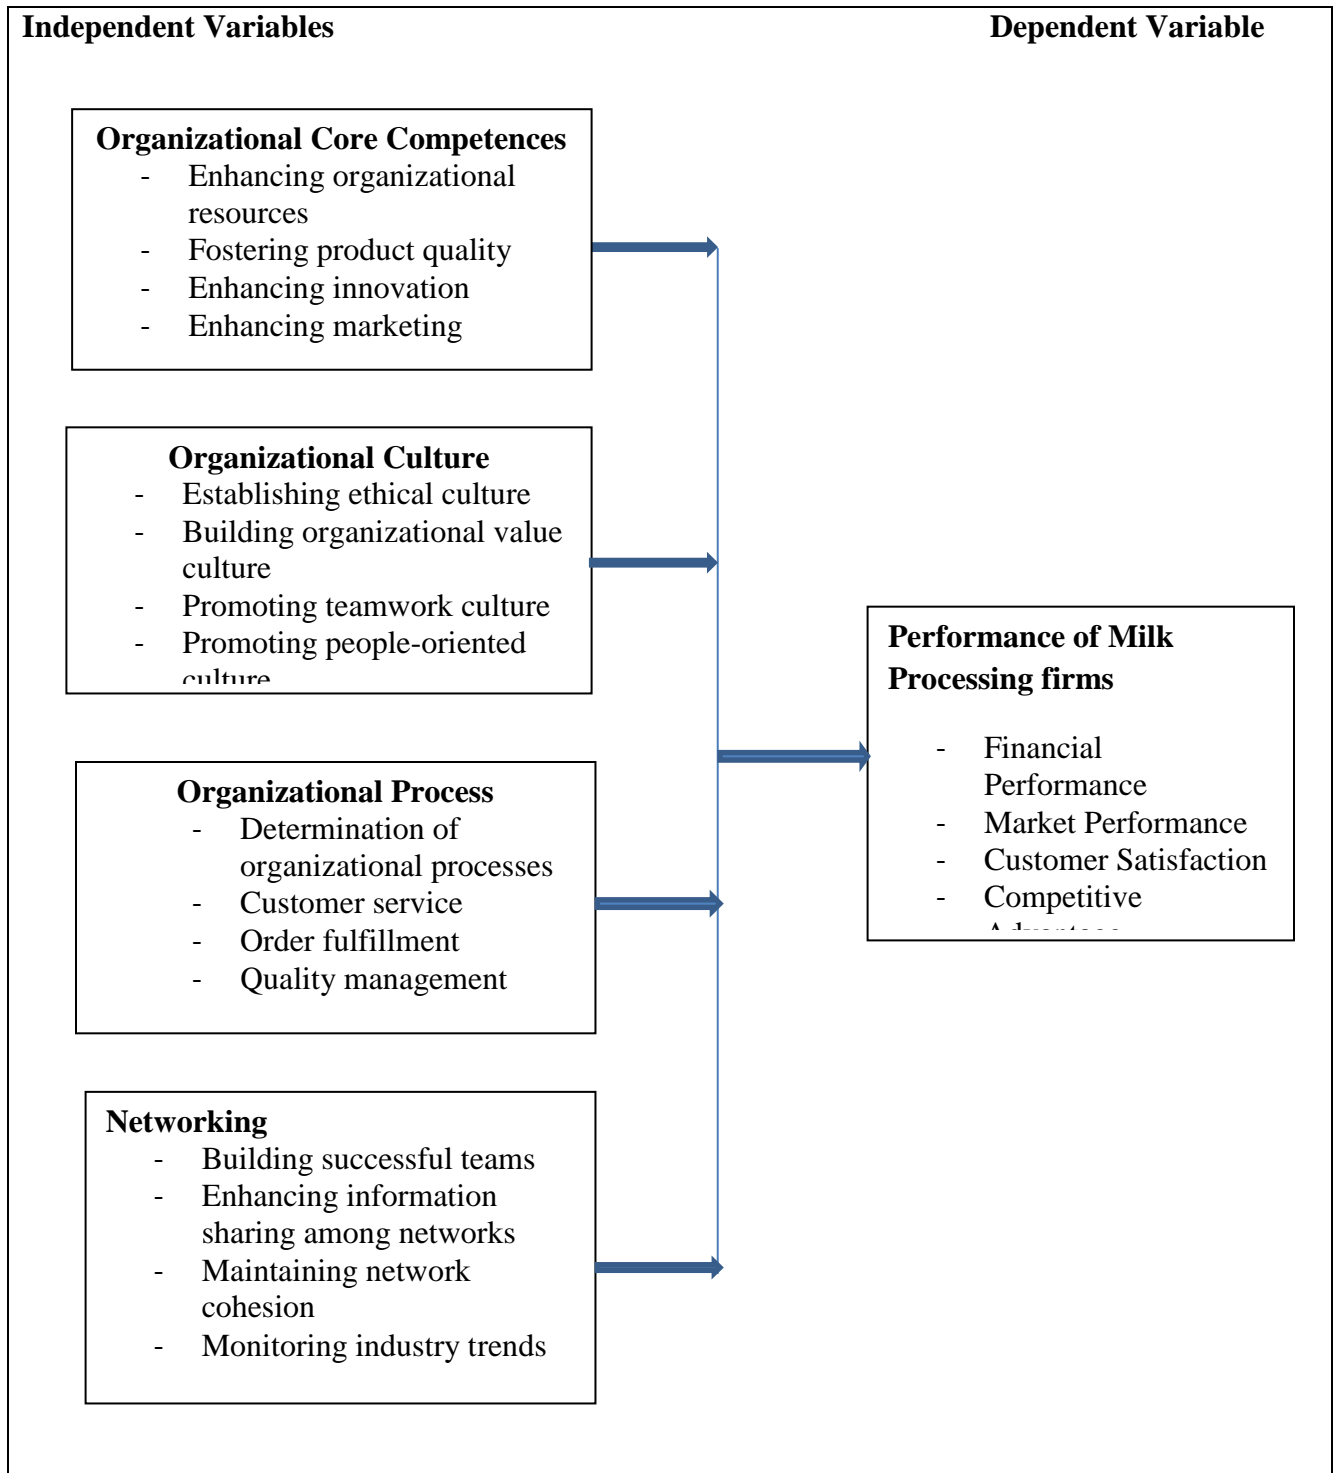 Independent Variables
Dependent Variable
Organizational Core Competences
- Enhancing organizational
resources
- Fostering product quality
- Enhancing innovation
- Enhancing marketing
Organizational Culture
- Establishing ethical culture
- Building organizational value
culture
- Promoting teamwork culture
- Promoting people-oriented
culture
Organizational Process
- Determination of
organizational processes
- Customer service
- Order fulfillment
- Quality management
Networking
- Building successful teams
- Enhancing information
sharing among networks
- Maintaining network
cohesion
- Monitoring industry trends
Performance of Milk
Processing firms
- Financial
Performance
- Market Performance
- Customer Satisfaction
- Competitive